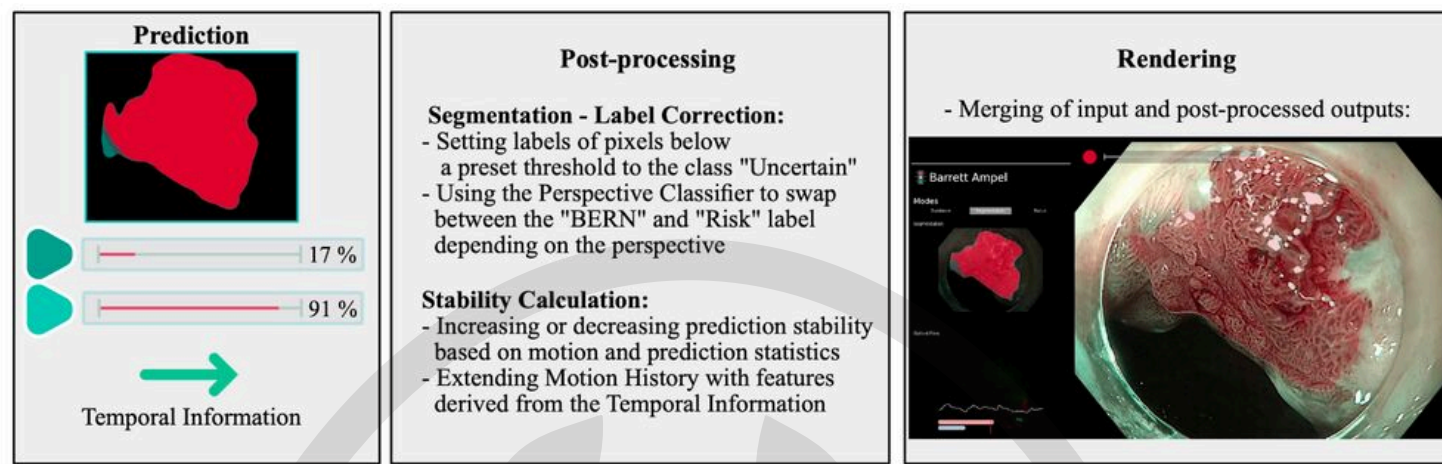 Prediction
17 %
91 %
Temporal Information
Post-processing
Segmentation - Label Correction:
- Setting labels of pixels below
a preset threshold to the class "Uncertain"
- Using the Perspective Classifier to swap
between the "BERN" and "Risk" label
depending on the perspective
Stability Calculation:
- Increasing or decreasing prediction stability
based on motion and prediction statistics
- Extending Motion History with features
derived from the Temporal Information
Rendering
- Merging of input and post-processed outputs:
Barrett Ampel
Modes